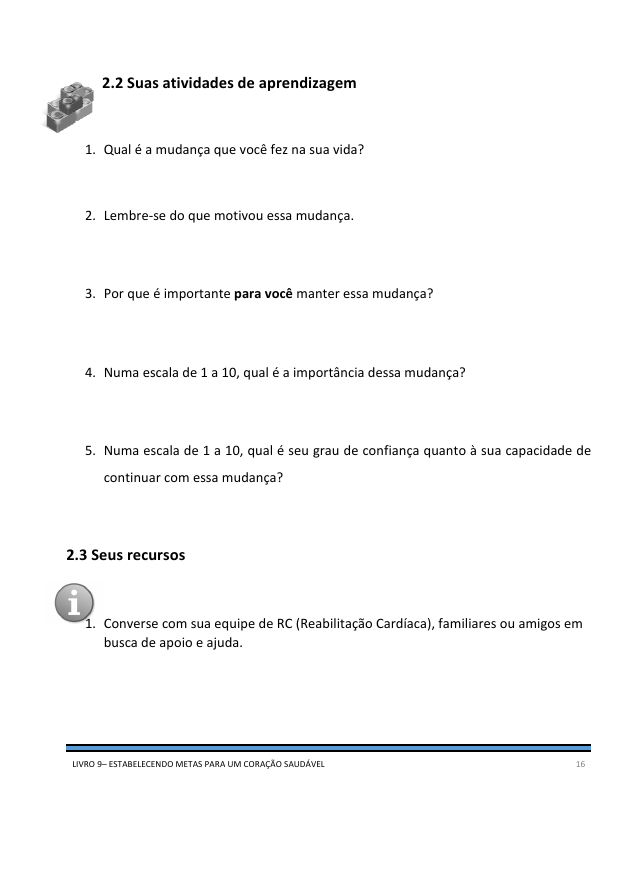 2.2 Suas atividades de aprendizagem
1. Qual é a mudança que você fez na sua vida?
2. Lembre-se do que motivou essa mudança.
3. Por que é importante para você manter essa mudança?
4. Numa escala de 1 a 10, qual é a importância dessa mudança?
5. Numa escala de 1 a 10, qual é seu grau de confiança quanto à sua capacidade de
continuar com essa mudança?
2.3 Seus recursos
1. Converse com sua equipe de RC (Reabilitação Cardíaca), familiares ou amigos em
busca de apoio e ajuda.
LIVRO 9– ESTABELECENDO METAS PARA UM CORAÇÃO SAUDÁVEL 16